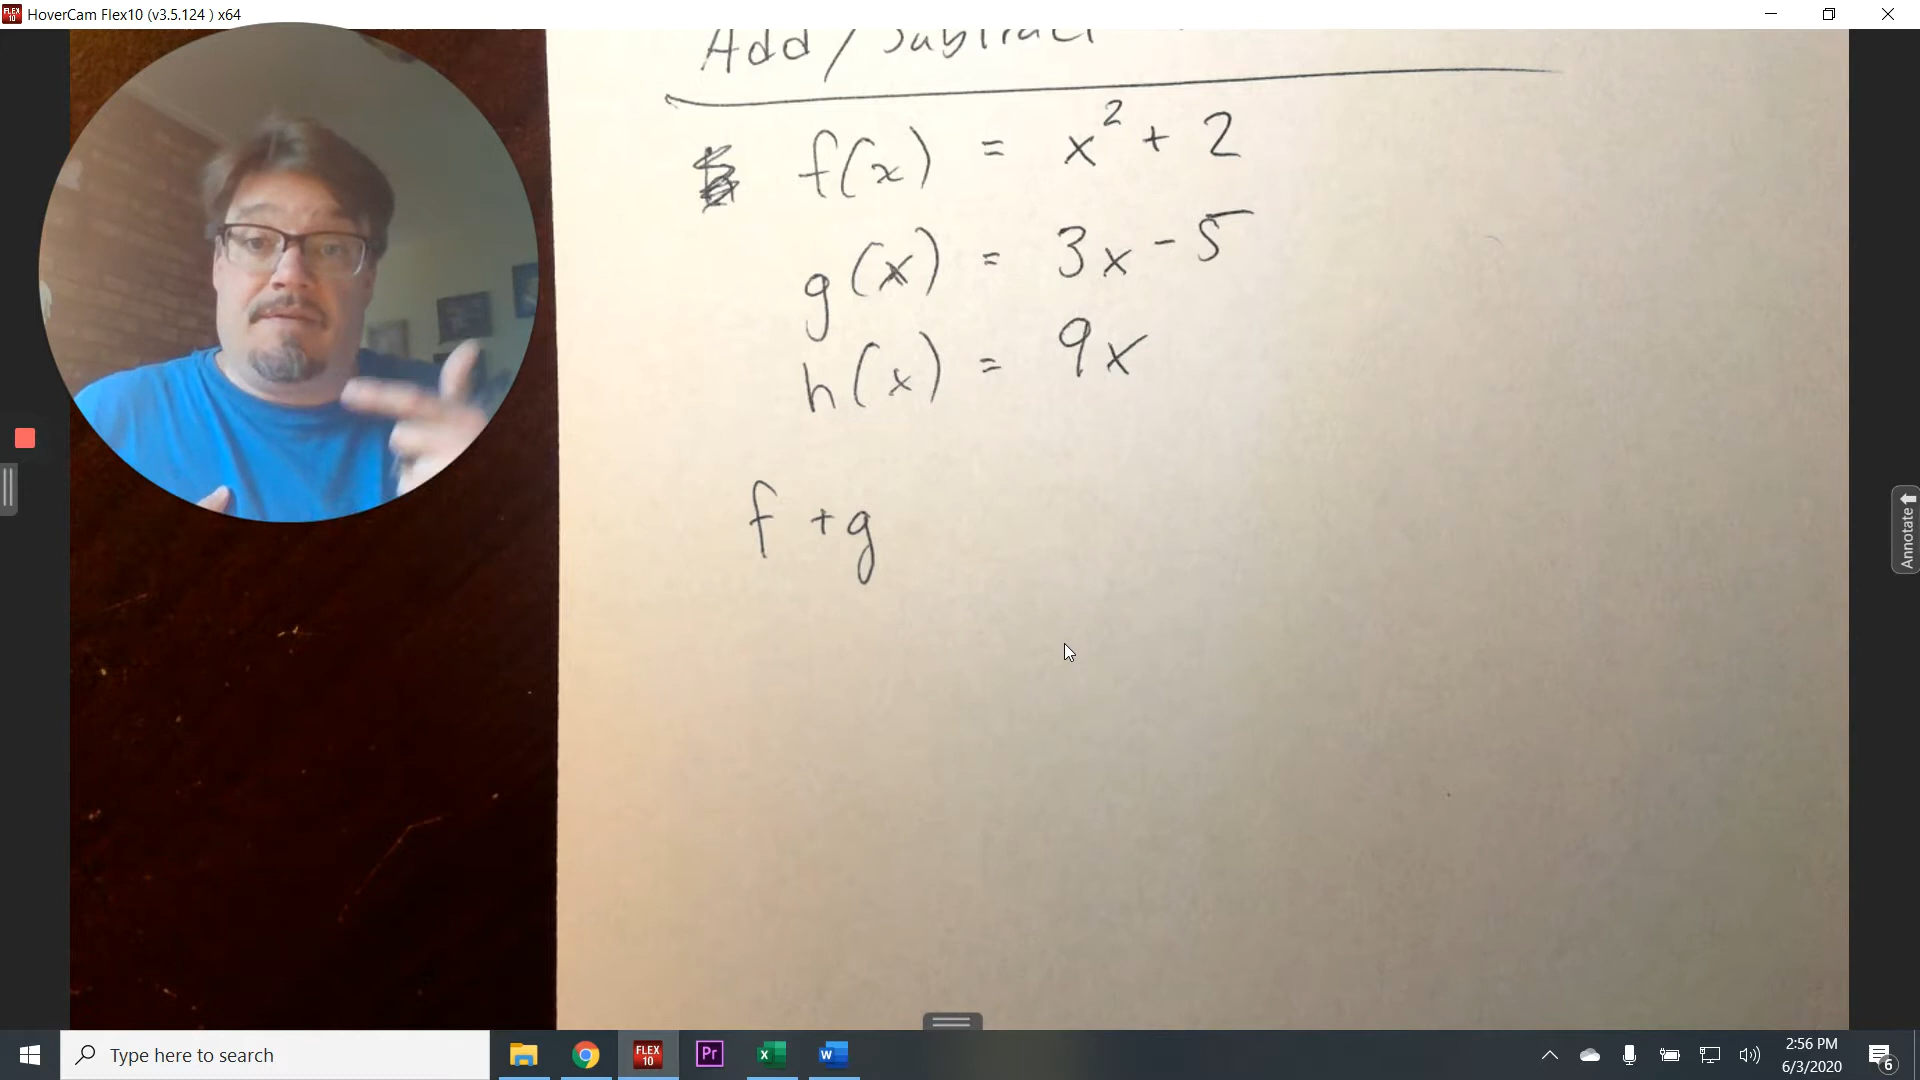 HoverCam Flex10 (v3.5.124 ) x64
Add / Subtract
f(x) = x² + 2
g(x) = 3x - 5
h(x) = 9x
f + g
Annotate
Type here to search
FLEX 10
Pr
X
W
2:56 PM
6/3/2020
6